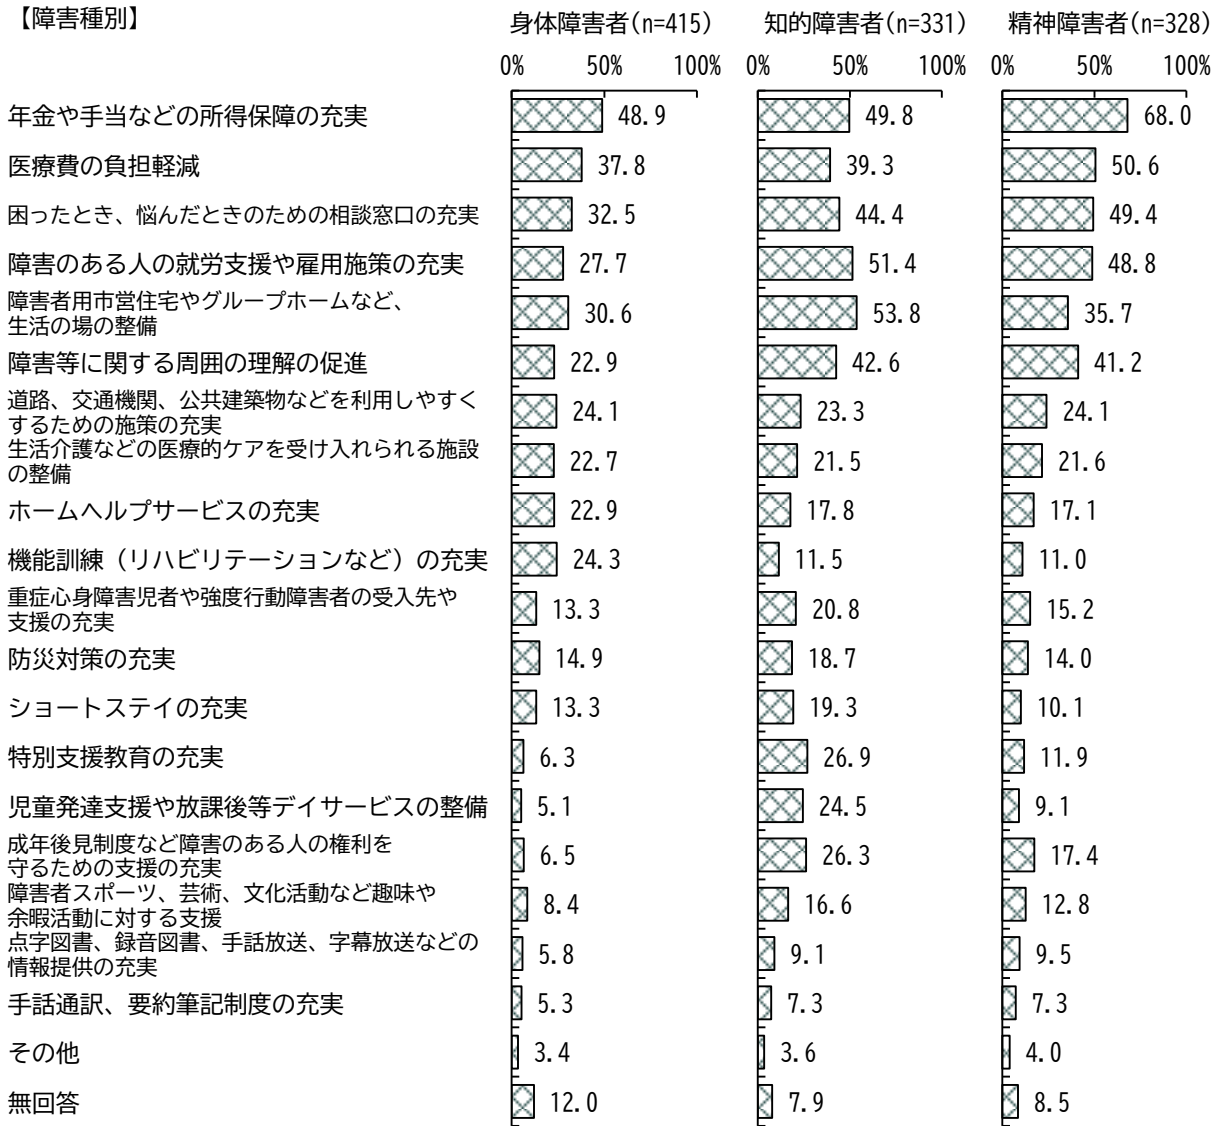 【障害種別】
身体障害者(n=415) 知的障害者(n=331) 精神障害者(n=328)
0% 50% 100% 0% 50% 100% 0% 50% 100%
年金や手当などの所得保障の充実 48.9 49.8 68.0
医療費の負担軽減 37.8 39.3 50.6
困ったとき、悩んだときのための相談窓口の充実 32.5 44.4 49.4
障害のある人の就労支援や雇用施策の充実 27.7 51.4 48.8
障害者用市営住宅やグループホームなど、
生活の場の整備 30.6 53.8 35.7
障害等に関する周囲の理解の促進 22.9 42.6 41.2
道路、交通機関、公共建築物などを利用しやすく
するための施策の充実 24.1 23.3 24.1
生活介護などの医療的ケアを受け入れられる施設
の整備 22.7 21.5 21.6
ホームヘルプサービスの充実 22.9 17.8 17.1
機能訓練（リハビリテーションなど）の充実 24.3 11.5 11.0
重症心身障害児者や強度行動障害者の受入先や
支援の充実 13.3 20.8 15.2
防災対策の充実 14.9 18.7 14.0
ショートステイの充実 13.3 19.3 10.1
特別支援教育の充実 6.3 26.9 11.9
児童発達支援や放課後等デイサービスの整備 5.1 24.5 9.1
成年後見制度など障害のある人の権利を
守るための支援の充実 6.5 26.3 17.4
障害者スポーツ、芸術、文化活動など趣味や
余暇活動に対する支援 8.4 16.6 12.8
点字図書、録音図書、手話放送、字幕放送などの
情報提供の充実 5.8 9.1 9.5
手話通訳、要約筆記制度の充実 5.3 7.3 7.3
その他 3.4 3.6 4.0
無回答 12.0 7.9 8.5